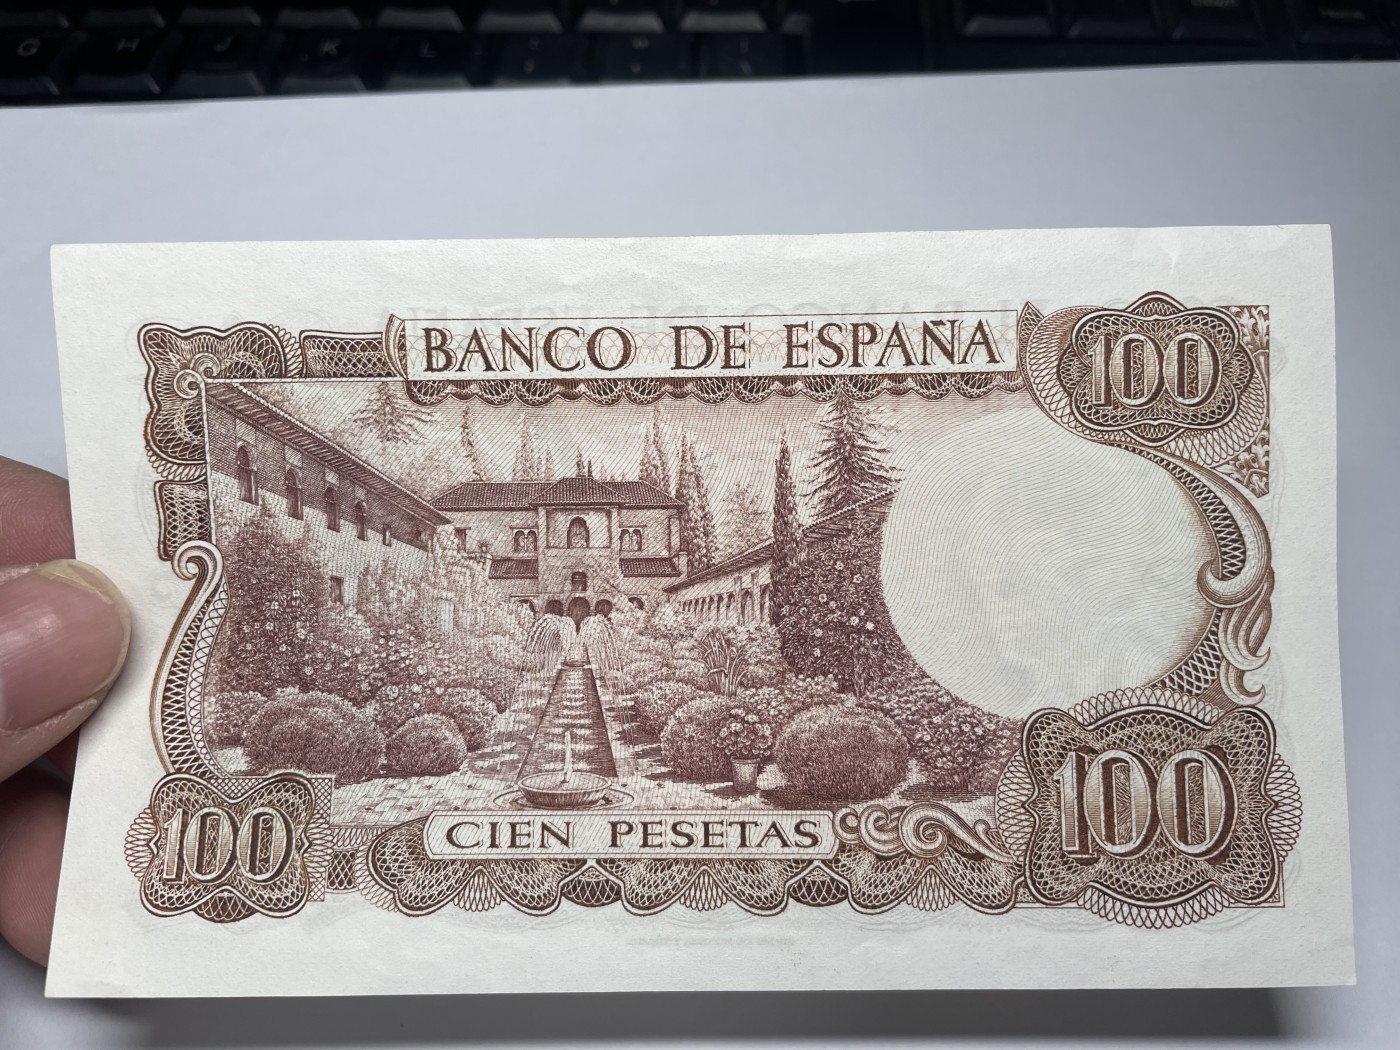 G H J K L
BANCO DE ESPAÑA
100
CIEN PESETAS
100
100